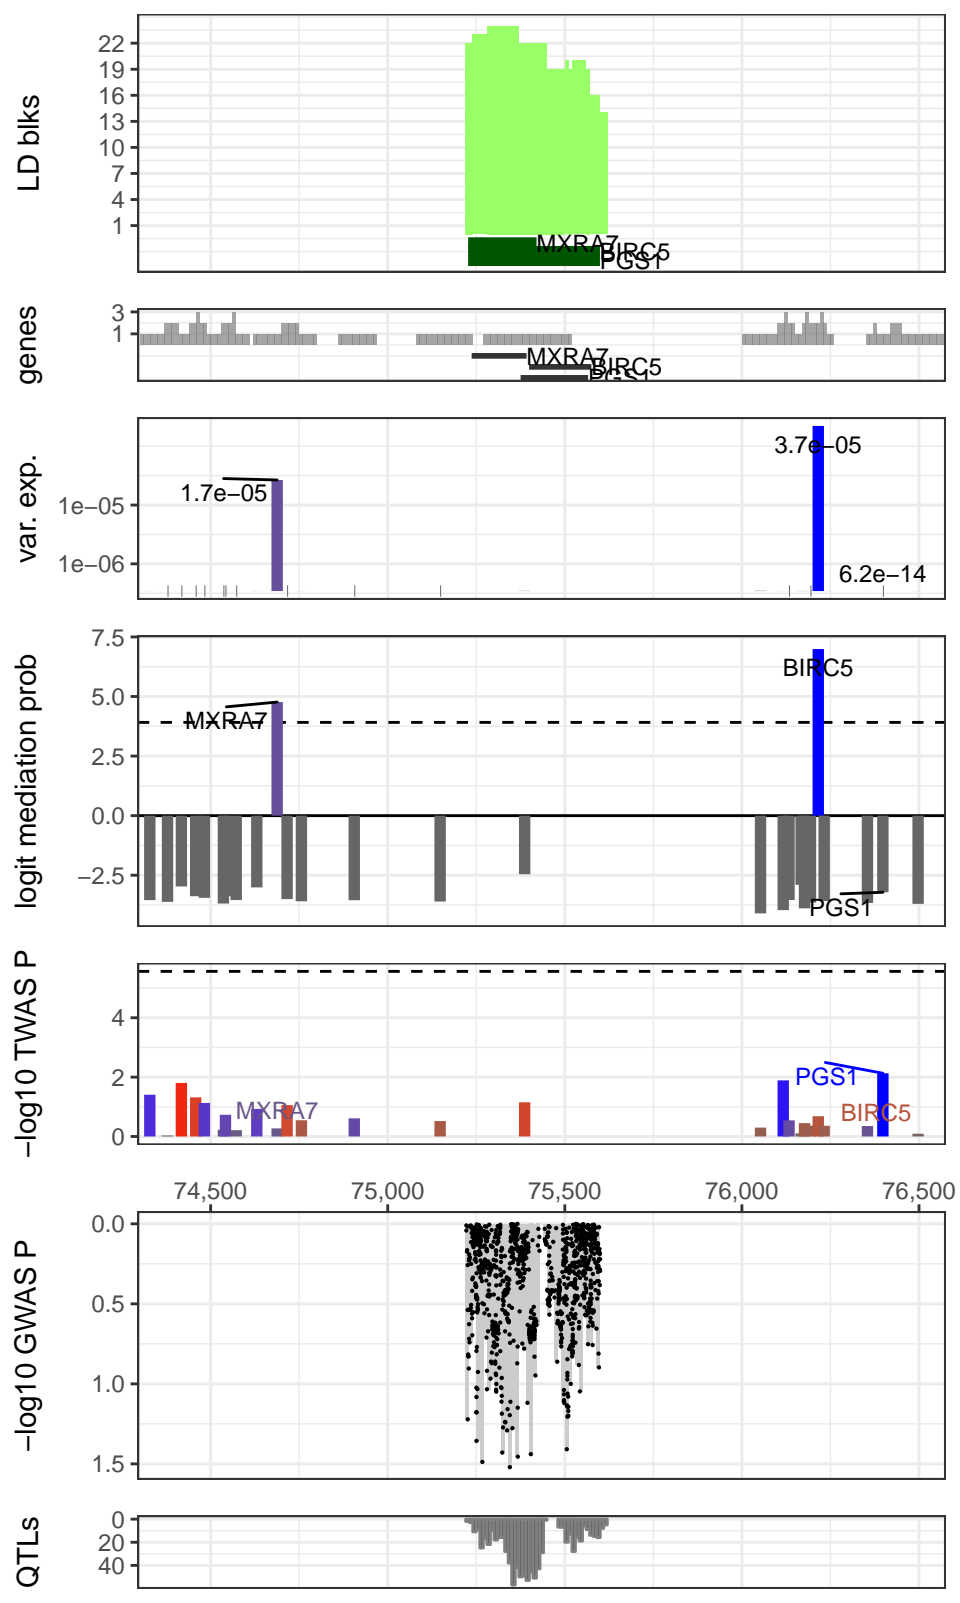 LD blks
22
19
16
13
10
7
4
1
MXRA7
BIRC5
PGS1
genes
3
1
MXRA7
BIRC5
PGS1
var. exp.
1e−05
1e−06
1.7e−05
3.7e−05
6.2e−14
logit mediation prob
7.5
5.0
2.5
0.0
−2.5
MXRA7
BIRC5
PGS1
−log10 TWAS P
4
2
0
MXRA7
PGS1
BIRC5
74,500 75,000 75,500 76,000 76,500
−log10 GWAS P
0.0
0.5
1.0
1.5
QTLs
0
20
40